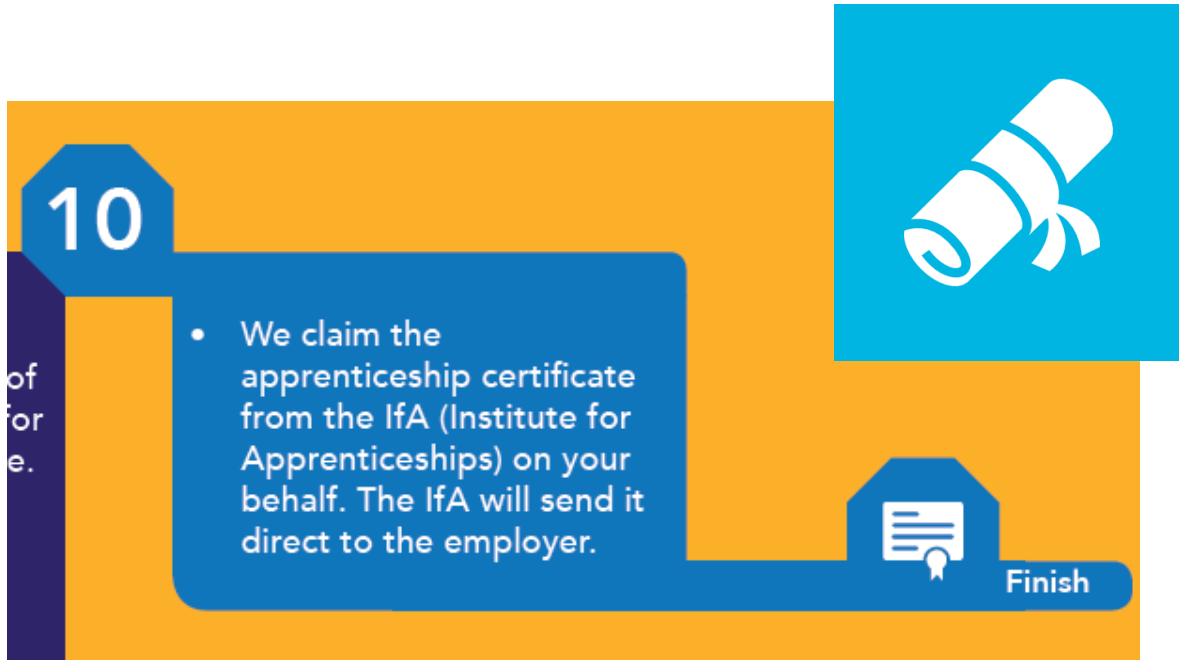 10
of
for
e.
• We claim the
apprenticeship certificate
from the IfA (Institute for
Apprenticeships) on your
behalf. The IfA will send it
direct to the employer.
Finish